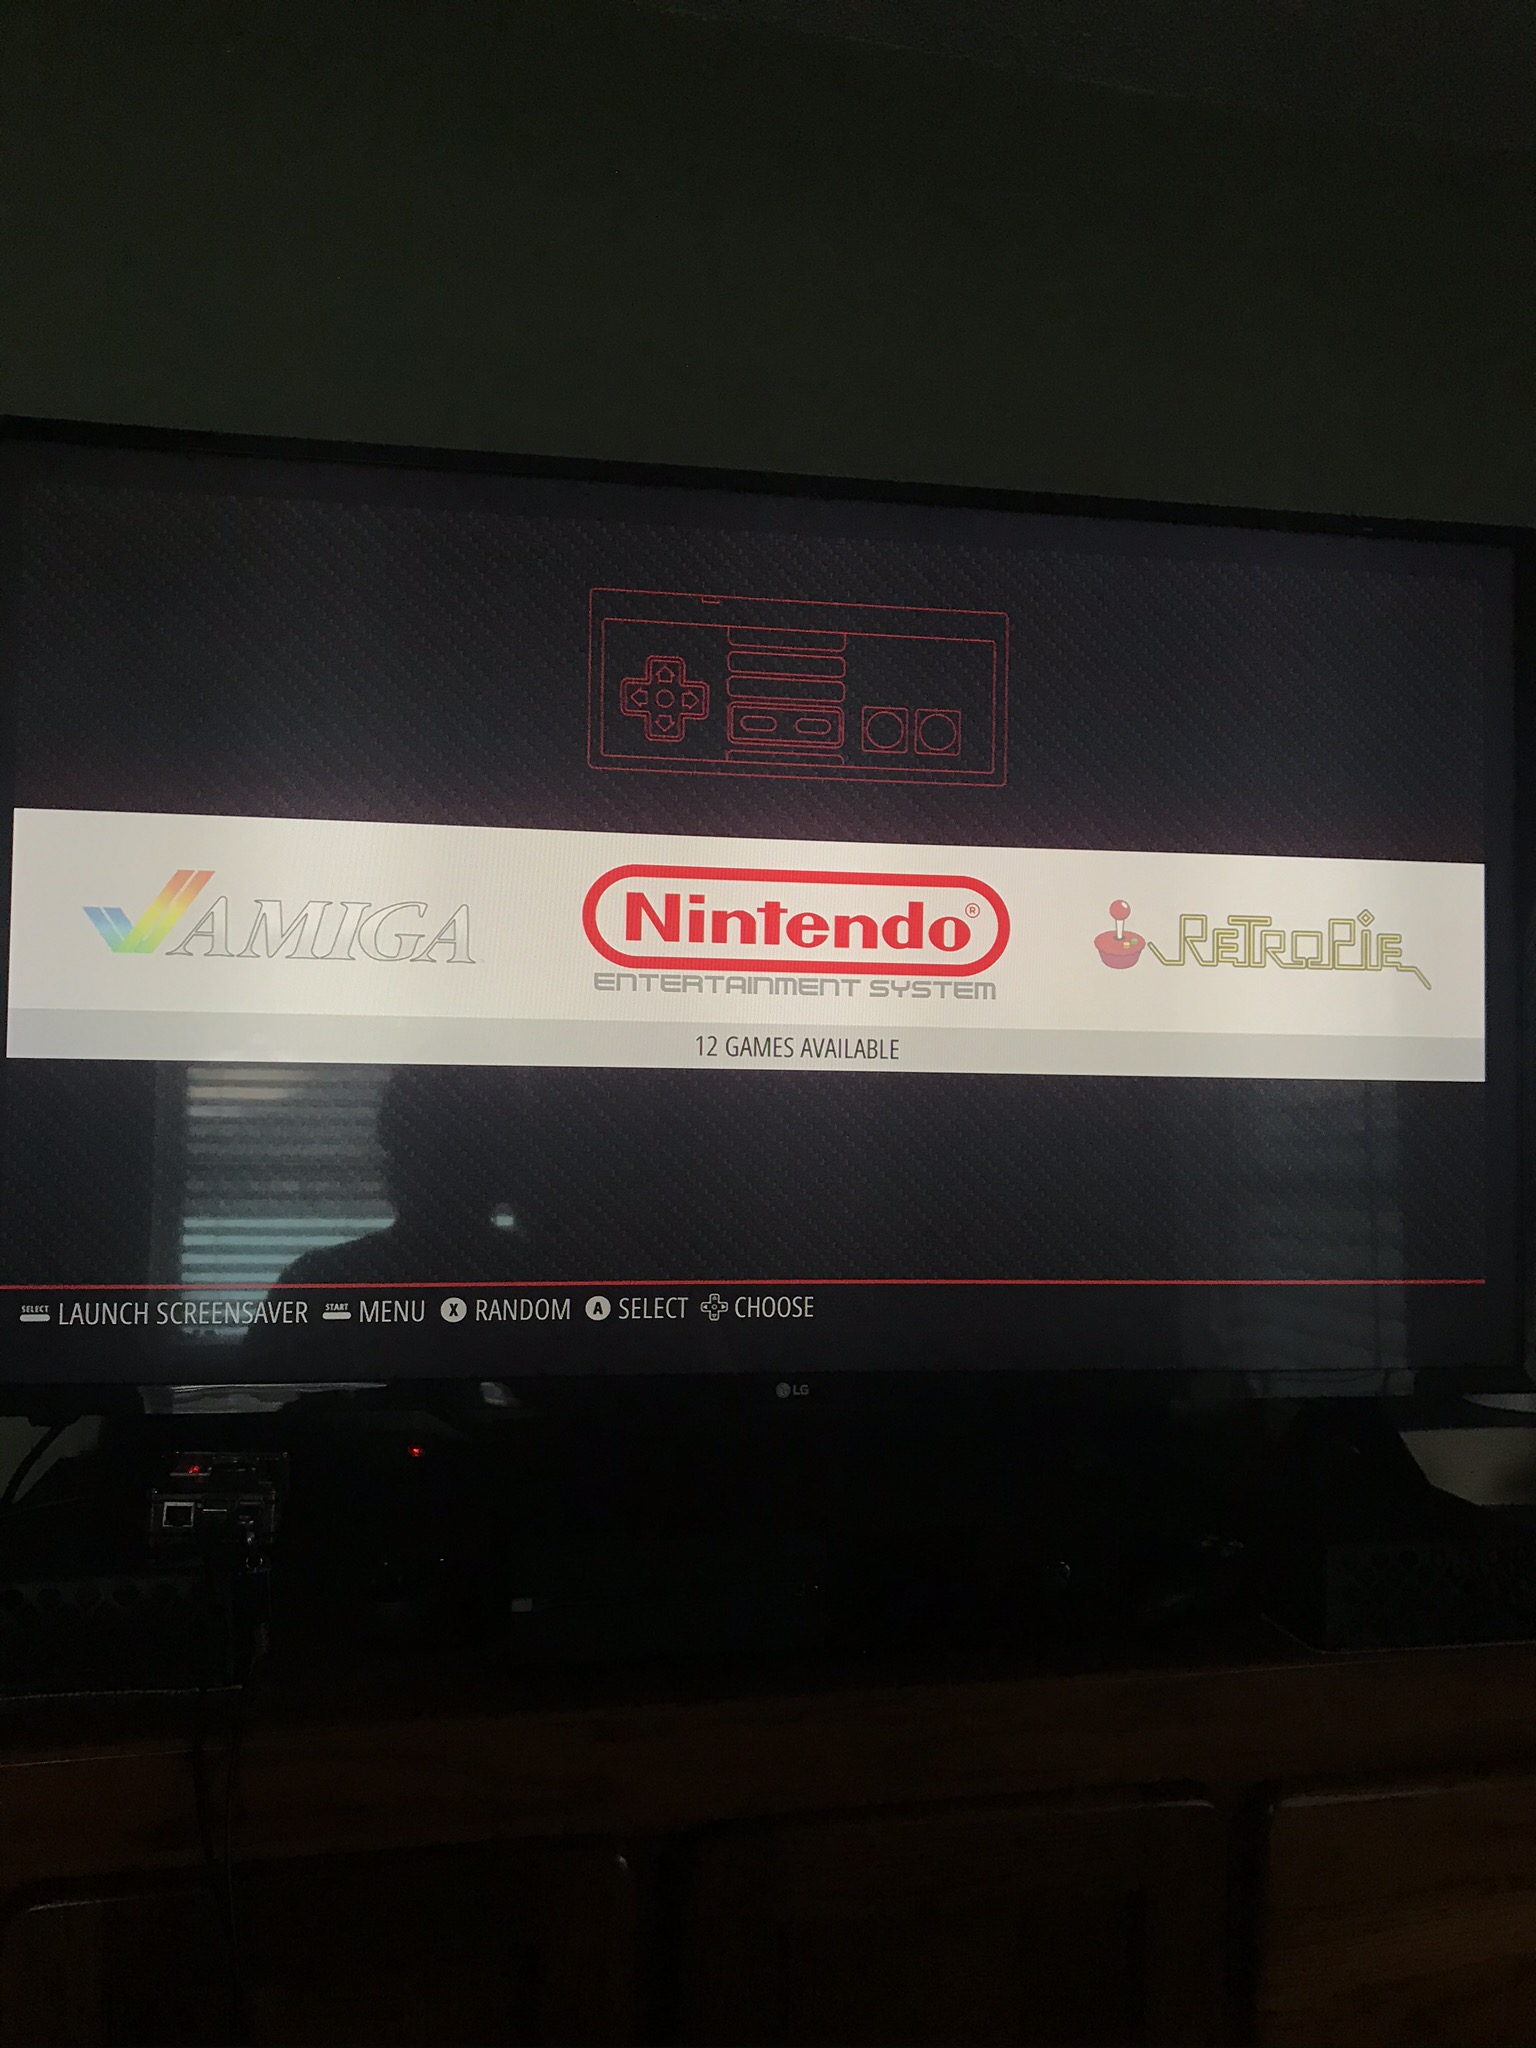 AMIGA
Nintendo®
ENTERTAINMENT SYSTEM
RETROPIE
12 GAMES AVAILABLE
SELECT LAUNCH SCREENSAVER START MENU X RANDOM A SELECT CHOOSE
LG